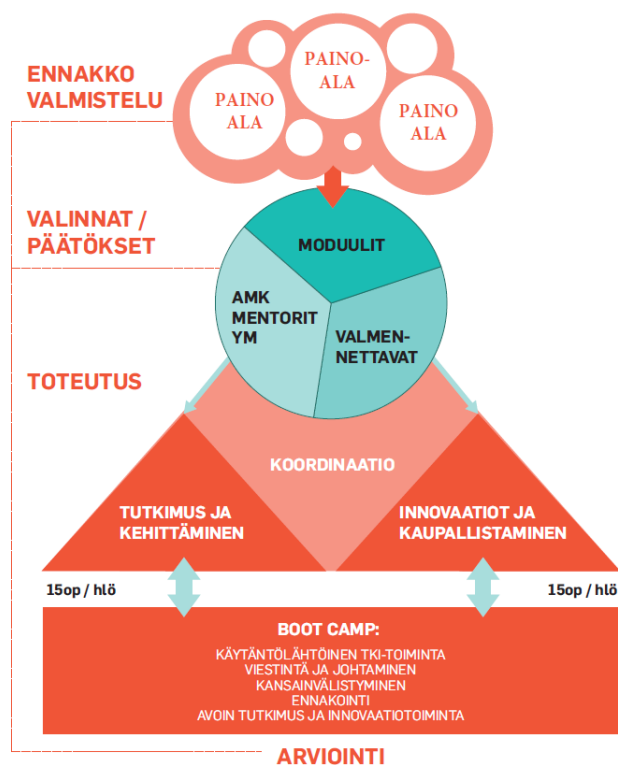 ENNAKKO
VALMISTELU
PAINO
ALA
PAINO-
ALA
PAINO
ALA
VALINNAT /
PÄÄTÖKSET
MODUULIT
AMK
MENTORIT
YM
VALMEN-
NETTAVAT
TOTEUTUS
KOORDINAATIO
TUTKIMUS JA
KEHITTÄMINEN
INNOVAATIOT JA
KAUPALLISTAMINEN
15op / hlö
15op / hlö
BOOT CAMP:
KÄYTÄNTÖLÄHTÖINEN TKI-TOIMINTA
VIESTINTÄ JA JOHTAMINEN
KANSAINVÄLISTYMINEN
ENNAKOINTI
AVOIN TUTKIMUS JA INNOVAATIOTOIMINTA
ARVIOINTI